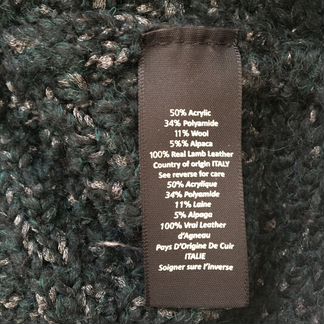 50% Acrylic
34% Polyamide
11% Wool
5%% Alpaca
100% Real Lamb Leather
Country of origin ITALY
See reverse for care
50% Acrylique
34% Polyamide
11% Laine
5% Alpaga
100% Vrai Leather
d'Agneau
Pays D'Origine De Cuir
ITALIE
Soigner sure l'inverse